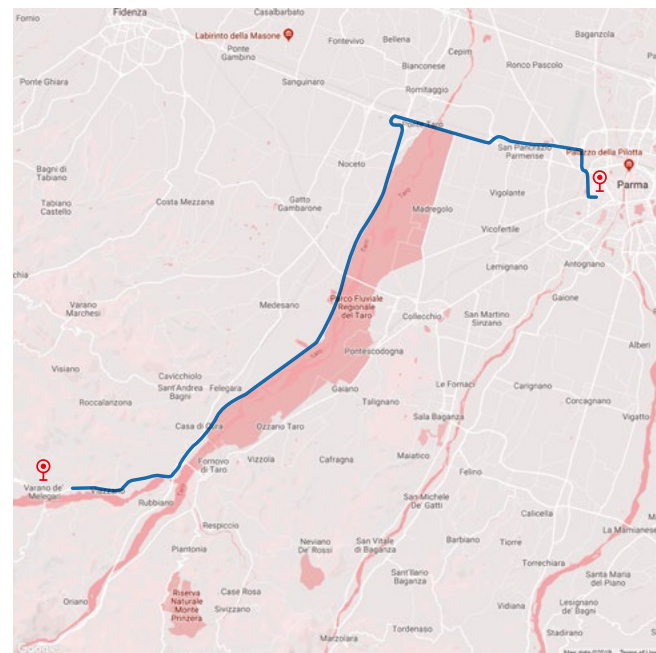 Fidenza
Casalbarbato
Fornio
Labirinto della Masone
Fontevivo
Bellena
Baganzola
Ponte
Gambino
Cepim
Bianconese
Ronco Pascolo
Ponte Ghiara
Sanguinaro
Romitaggio
Ponte Taro
San Pancrazio
Parmense
Palazzo della Pilotta
Noceto
Bagni di
Tabiano
Parma
Taro
Vigolante
Tabiano
Castello
Costa Mezzana
Gatto
Gambarone
Madregolo
Vicofertile
Taro
Lemignano
Antognano
Gaione
Varano
Marchesi
Medesano
Parco Fluviale
Regionale
del Taro
Collecchio
San Martino
Sinzano
Alberi
Taro
Pontescodogna
Visiano
Cavicchiolo
Sant'Andrea
Bagni
Felegara
Gaiano
Le Fornaci
Carignano
Roccalanzona
Talignano
Corcagnano
Sala Baganza
Vigatto
Ozzano Taro
Maiatico
Fornovo
di Taro
Vizzola
Cafragna
Felino
Varano de'
Melegari
Rubbiano
Taro
San Michele
De' Gatti
Calicella
Respiccio
La Mamianese
Piantonia
Neviano
De' Rossi
San Vitale
di Baganza
Barbiano
Tiorre
Torrechiara
Sant'Ilario
Baganza
Santa Maria
del Piano
Oriano
Riserva
Naturale
Monte
Prinzera
Case Rosa
Sivizzano
Vidiana
Lesignano
de' Bagni
Tordenaso
Stadirano
Marzolara
Google